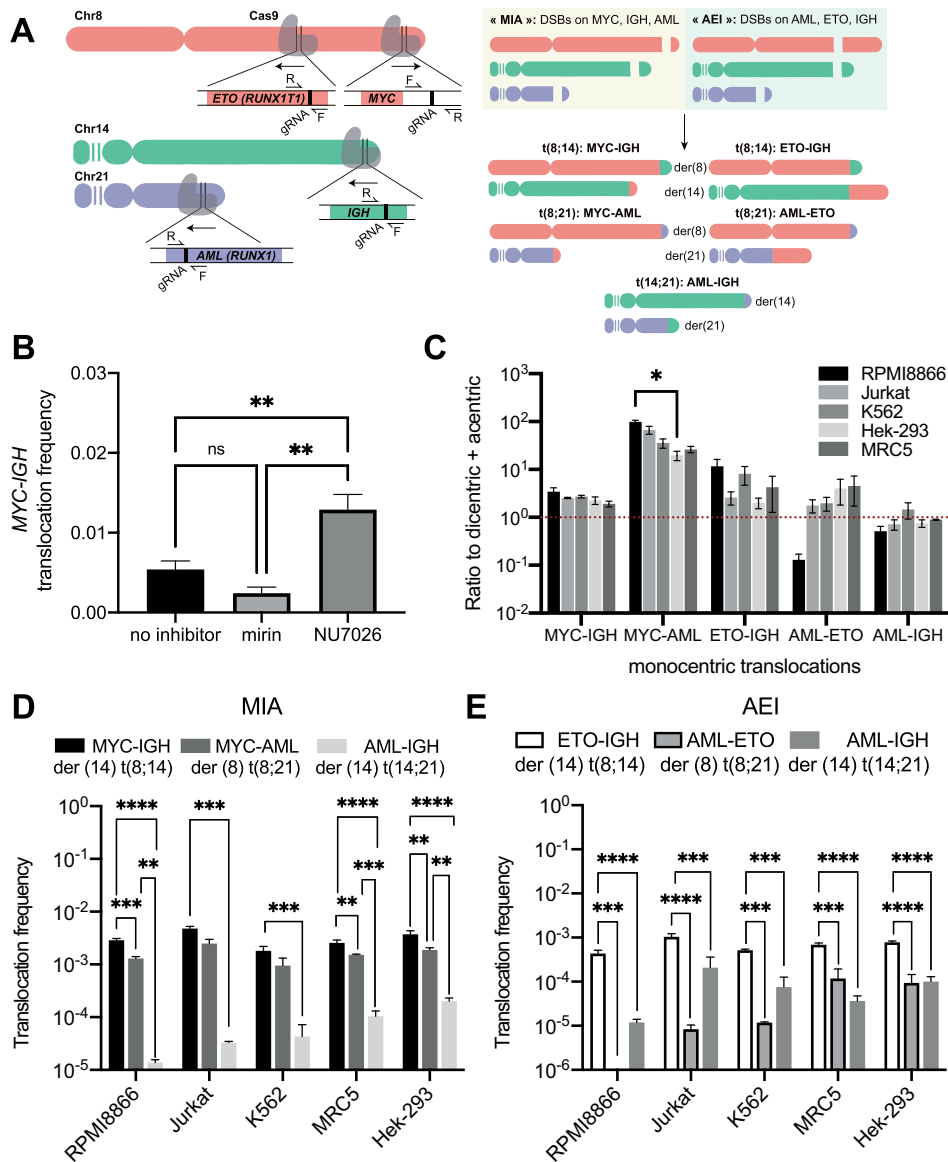 A
Chr8
Cas9
R
F
ETO (RUNX1T1)
MYC
gRNA
F
gRNA
R
Chr14
Chr21
R
IGH
gRNA
F
R
AML (RUNX1)
gRNA
F
« MIA »: DSBs on MYC, IGH, AML
« AEI »: DSBs on AML, ETO, IGH
t(8;14): MYC-IGH
t(8;14): ETO-IGH
der(8)
der(14)
t(8;21): MYC-AML
t(8;21): AML-ETO
der(8)
der(21)
t(14;21): AML-IGH
der(14)
der(21)
B
MYC-IGH
translocation frequency
0.03
0.02
0.01
0.00
**
ns
**
no inhibitor
mirin
NU7026
C
Ratio to dicentric + acentric
10³
10²
10¹
10⁰
10⁻¹
10⁻²
*
RPMI8866
Jurkat
K562
Hek-293
MRC5
MYC-IGH
MYC-AML
ETO-IGH
AML-ETO
AML-IGH
monocentric translocations
D
MIA
MYC-IGH
der (14) t(8;14)
MYC-AML
der (8) t(8;21)
AML-IGH
der (14) t(14;21)
Translocation frequency
10⁰
10⁻¹
10⁻²
10⁻³
10⁻⁴
10⁻⁵
****
**
***
***
***
****
***
**
****
**
**
RPMI8866
Jurkat
K562
MRC5
Hek-293
E
AEI
ETO-IGH
der (14) t(8;14)
AML-ETO
der (8) t(8;21)
AML-IGH
der (14) t(14;21)
Translocation frequency
10⁰
10⁻¹
10⁻²
10⁻³
10⁻⁴
10⁻⁵
10⁻⁶
****
***
***
****
***
***
****
***
****
****
RPMI8866
Jurkat
K562
MRC5
Hek-293